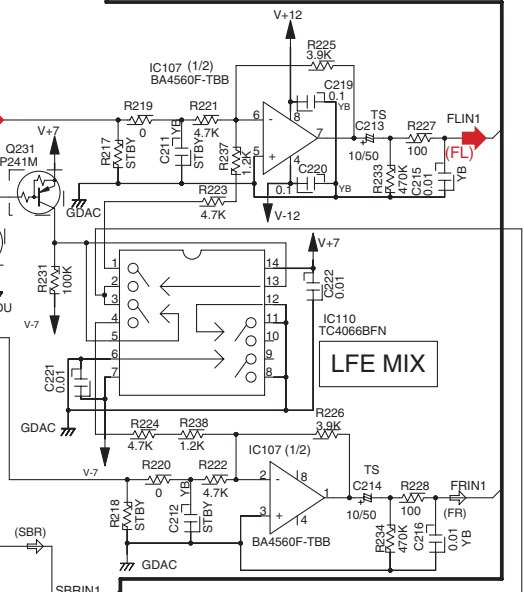 V+12
R225
3.9K
IC107 (1/2)
BA4560F-TBB
C219
0.1
YB
R219
0
R221
4.7K
6
-
8
7
5
+
4
TS
C213
+
10/50
R227
100
FLIN1
(FL)
Q231
P241M
V+7
R217
STBY
C211
YB
STBY
R237
1.2K
C220
0.1
YB
R233
470K
C215
0.01
YB
R223
4.7K
GDAC
V-12
V+7
R231
100K
V-7
DU
1
2
3
4
5
6
7
14
13
12
11
10
9
8
C222
0.01
IC110
TC4066BFN
LFE MIX
C221
0.01
GDAC
R224
4.7K
R238
1.2K
R226
3.9K
IC107 (1/2)
V-7
R220
0
R222
4.7K
2
-
8
1
3
+
4
BA4560F-TBB
TS
C214
+
10/50
R228
100
FRIN1
(FR)
R218
STBY
C212
YB
STBY
R234
470K
C216
0.01
YB
(SBR)
GDAC
SBRIN1